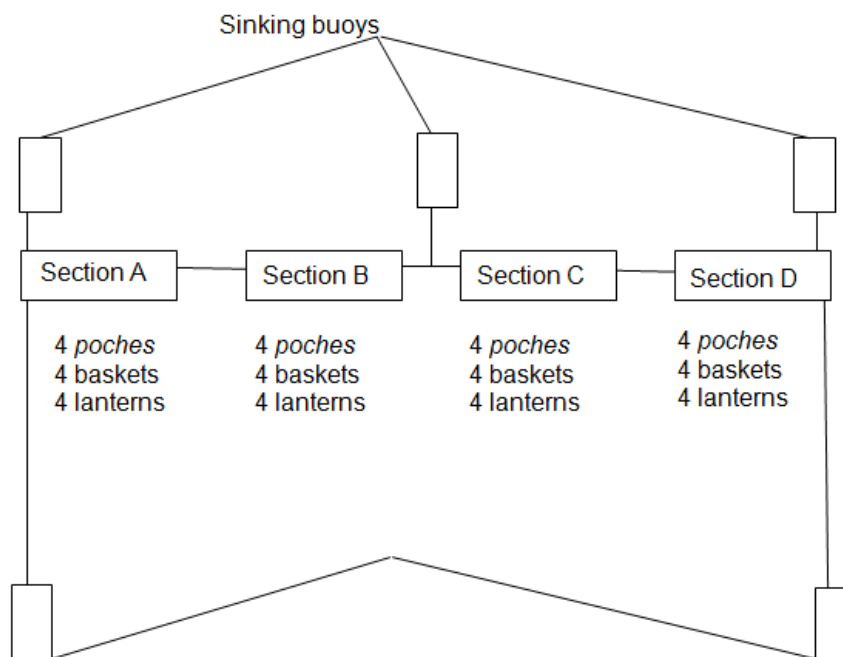 Sinking buoys
Section A
Section B
Section C
Section D
4 poches
4 baskets
4 lanterns
4 poches
4 baskets
4 lanterns
4 poches
4 baskets
4 lanterns
4 poches
4 baskets
4 lanterns